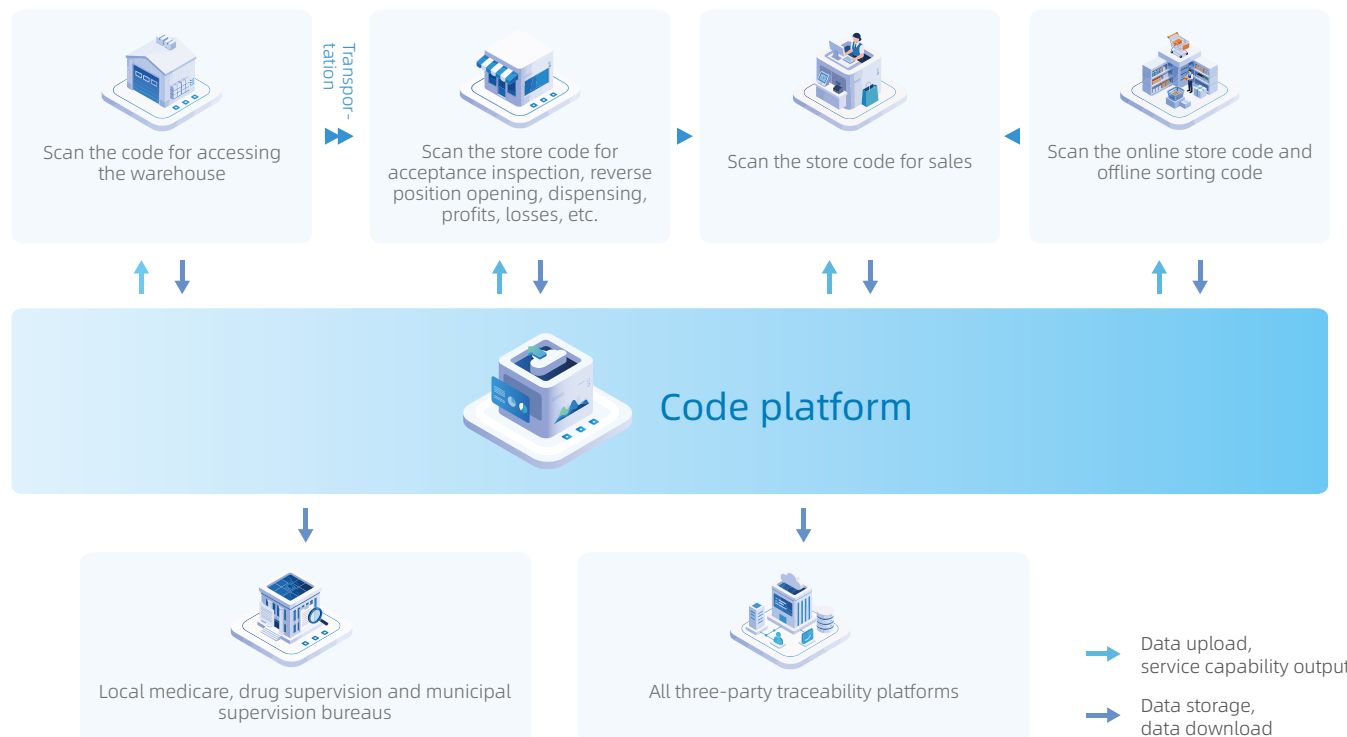 Transpor-
tation
Scan the code for accessing
the warehouse
Scan the store code for
acceptance inspection, reverse
position opening, dispensing,
profits, losses, etc.
Scan the store code for sales
Scan the online store code and
offline sorting code
Code platform
Local medicare, drug supervision and municipal
supervision bureaus
All three-party traceability platforms
Data upload,
service capability output
Data storage,
data download